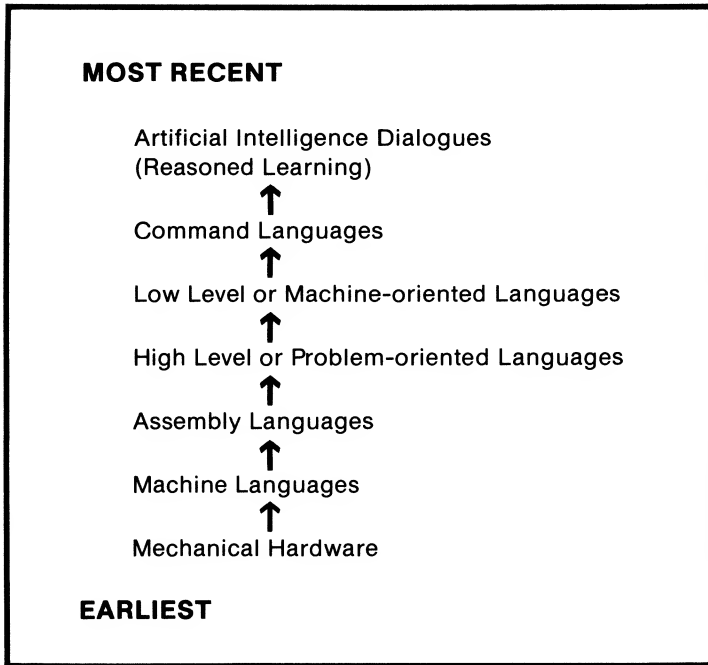 MOST RECENT
Artificial Intelligence Dialogues
(Reasoned Learning)
Command Languages
Low Level or Machine-oriented Languages
High Level or Problem-oriented Languages
Assembly Languages
Machine Languages
Mechanical Hardware
EARLIEST